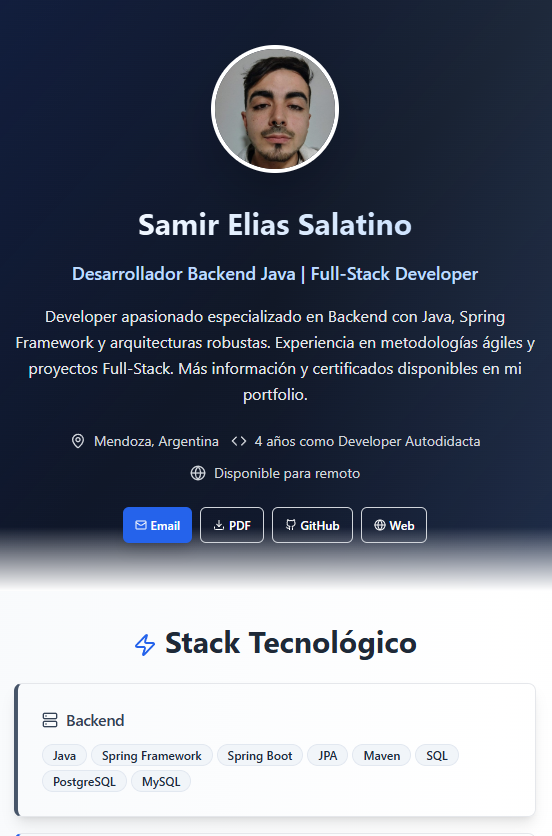 Samir Elias Salatino
Desarrollador Backend Java | Full-Stack Developer
Developer apasionado especializado en Backend con Java, Spring
Framework y arquitecturas robustas. Experiencia en metodologías ágiles y
proyectos Full-Stack. Más información y certificados disponibles en mi
portfolio.
Mendoza, Argentina 4 años como Developer Autodidacta
Disponible para remoto
Email PDF GitHub Web
Stack Tecnológico
Backend
Java Spring Framework Spring Boot JPA Maven SQL
PostgreSQL MySQL